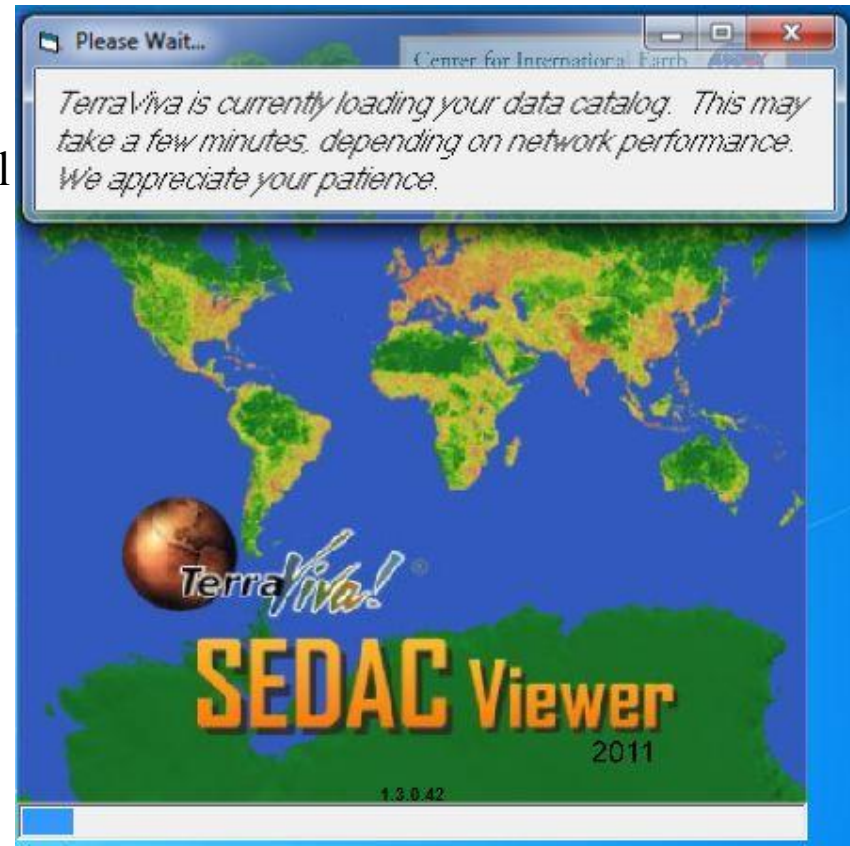 Please Wait...
Center for International Earth
TerraViva is currently loading your data catalog. This may
take a few minutes, depending on network performance.
We appreciate your patience.
l
TerraViva! ®
SEDAC Viewer
2011
1.3.0.42